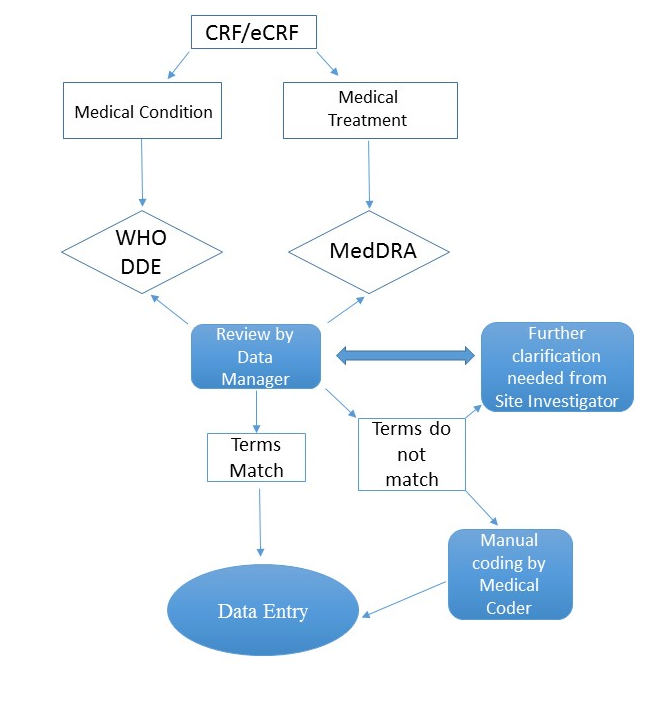 CRF/eCRF
Medical Condition
Medical
Treatment
WHO
DDE
MedDRA
Review by
Data
Manager
Further
clarification
needed from
Site Investigator
Terms
Match
Terms do
not
match
Manual
coding by
Medical
Coder
Data Entry